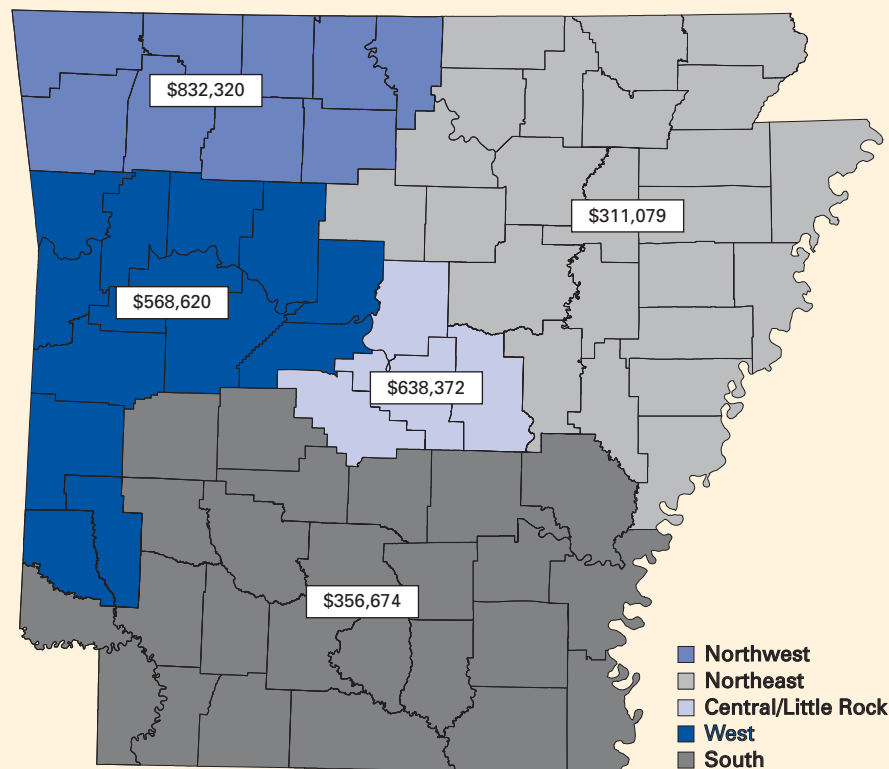 $832,320
$311,079
$568,620
$638,372
$356,674
Northwest
Northeast
Central/Little Rock
West
South